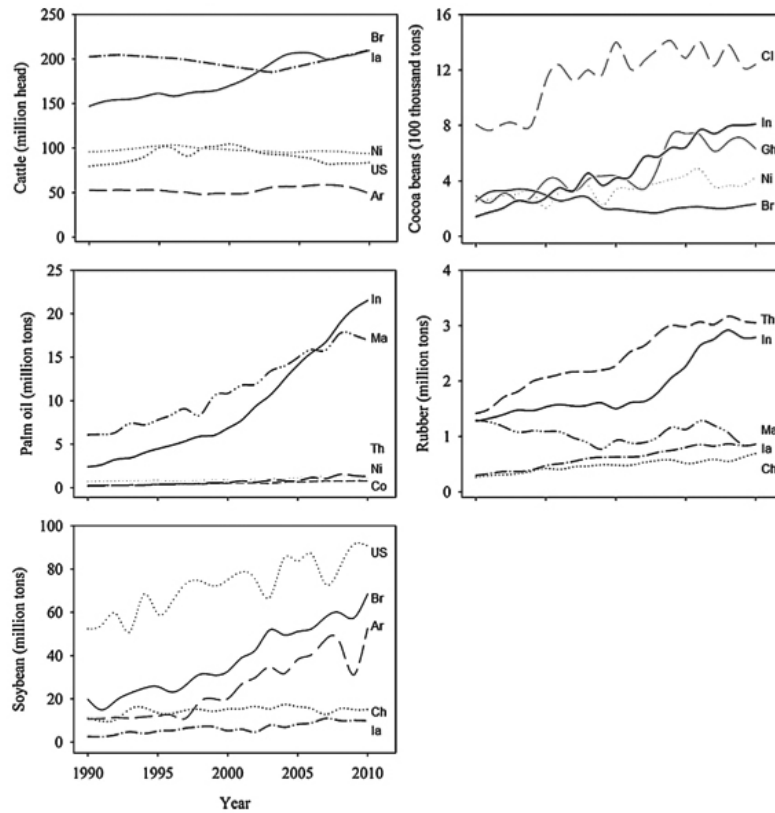 Cattle (million head)
250
200
150
100
50
0
Br
Ia
Ni
US
Ar
Cocoa beans (100 thousand tons)
16
12
8
4
0
CI
In
Gh
Ni
Br
Palm oil (million tons)
25
20
15
10
5
0
In
Ma
Th
Ni
Co
Rubber (million tons)
4
3
2
1
0
Th
In
Ma
Ia
Ch
Soybean (million tons)
100
80
60
40
20
0
US
Br
Ar
Ch
Ia
1990 1995 2000 2005 2010
Year